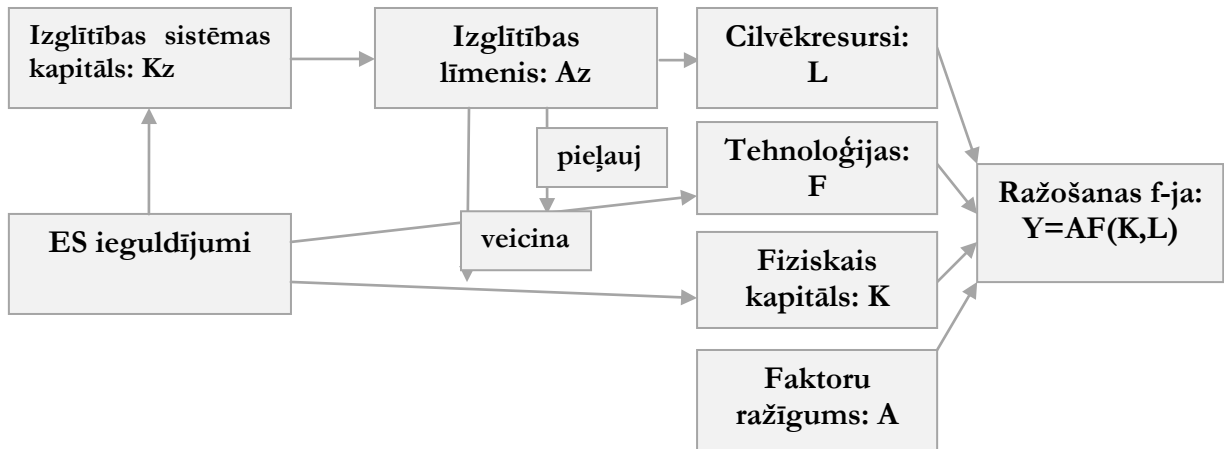 Izglītības sistēmas
kapitāls: Kz
Izglītības
līmenis: Az
Cilvēkresursi:
L
pieļauj
Tehnoloģijas:
F
Ražošanas f-ja:
Y=AF(K,L)
ES ieguldījumi
veicina
Fiziskais
kapitāls: K
Faktoru
ražīgums: A